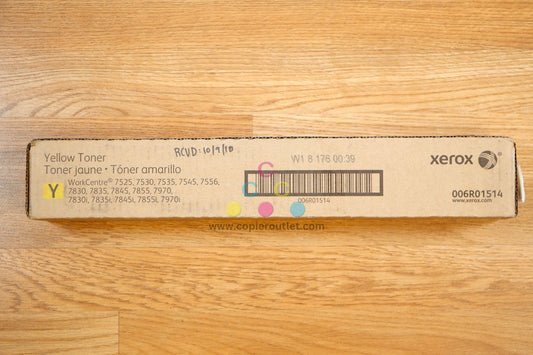 Yellow Toner
Toner jaune • Tóner amarillo
Y
WorkCentre® 7525, 7530, 7535, 7545, 7556,
7830, 7835, 7845, 7855, 7970,
7830i, 7835i, 7845i, 7855i, 7970i
RCVD: 10/9/18
W1 8 176 00:39
006R01514
xerox
006R01514
www.xerox.com
www.copieroutlet.com